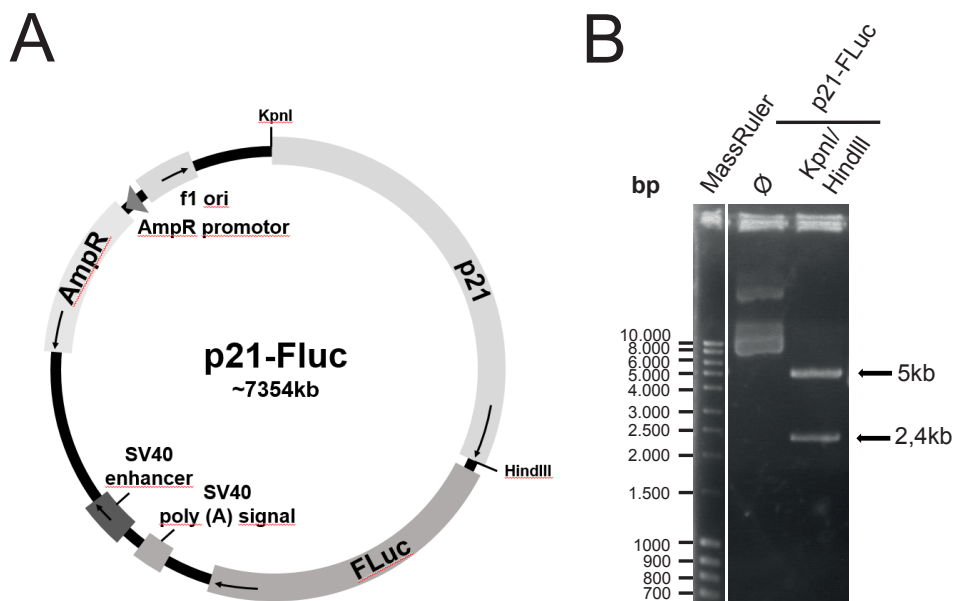 A
KpnI
f1 ori
AmpR promotor
AmpR
p21
p21-Fluc
~7354kb
SV40
enhancer
SV40
poly (A) signal
HindIII
FLuc
B
p21-FLuc
bp
MassRuler
Ø
KpnI/
HindIII
10.000
8.000
6.000
5.000
4.000
3.000
2.500
2.000
1.500
1000
900
800
700
5kb
2,4kb